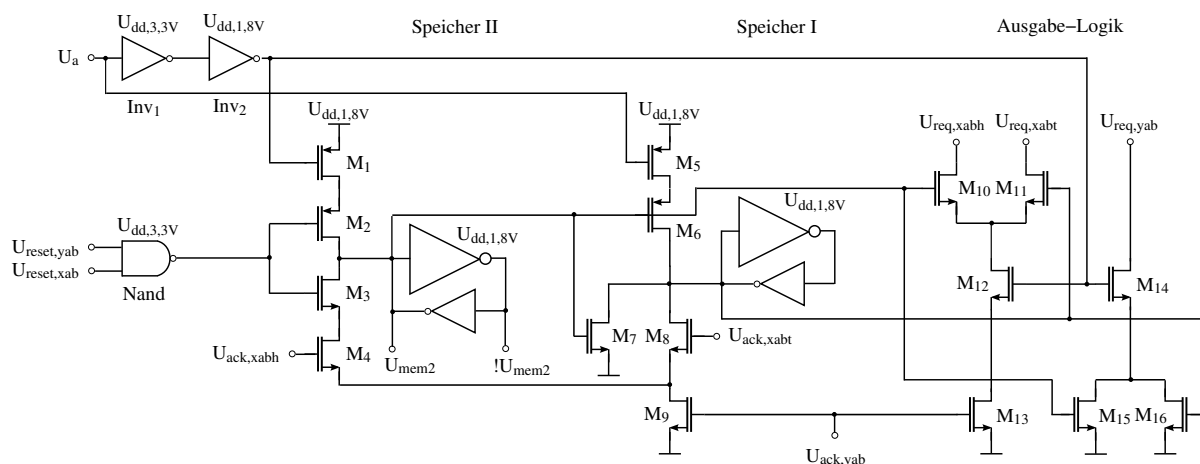 Speicher II
Speicher I
Ausgabe–Logik
U_dd,3,3V
U_dd,1,8V
U_a
Inv_1
Inv_2
U_dd,1,8V
U_dd,1,8V
U_req,xabh
U_req,xabt
U_req,yab
M_1
M_5
M_10
M_11
U_dd,3,3V
M_2
U_dd,1,8V
M_6
U_dd,1,8V
U_reset,yab
U_reset,xab
Nand
M_3
M_12
M_14
U_ack,xabh
M_4
U_mem2
!U_mem2
M_7
M_8
U_ack,xabt
M_9
U_ack,yab
M_13
M_15
M_16